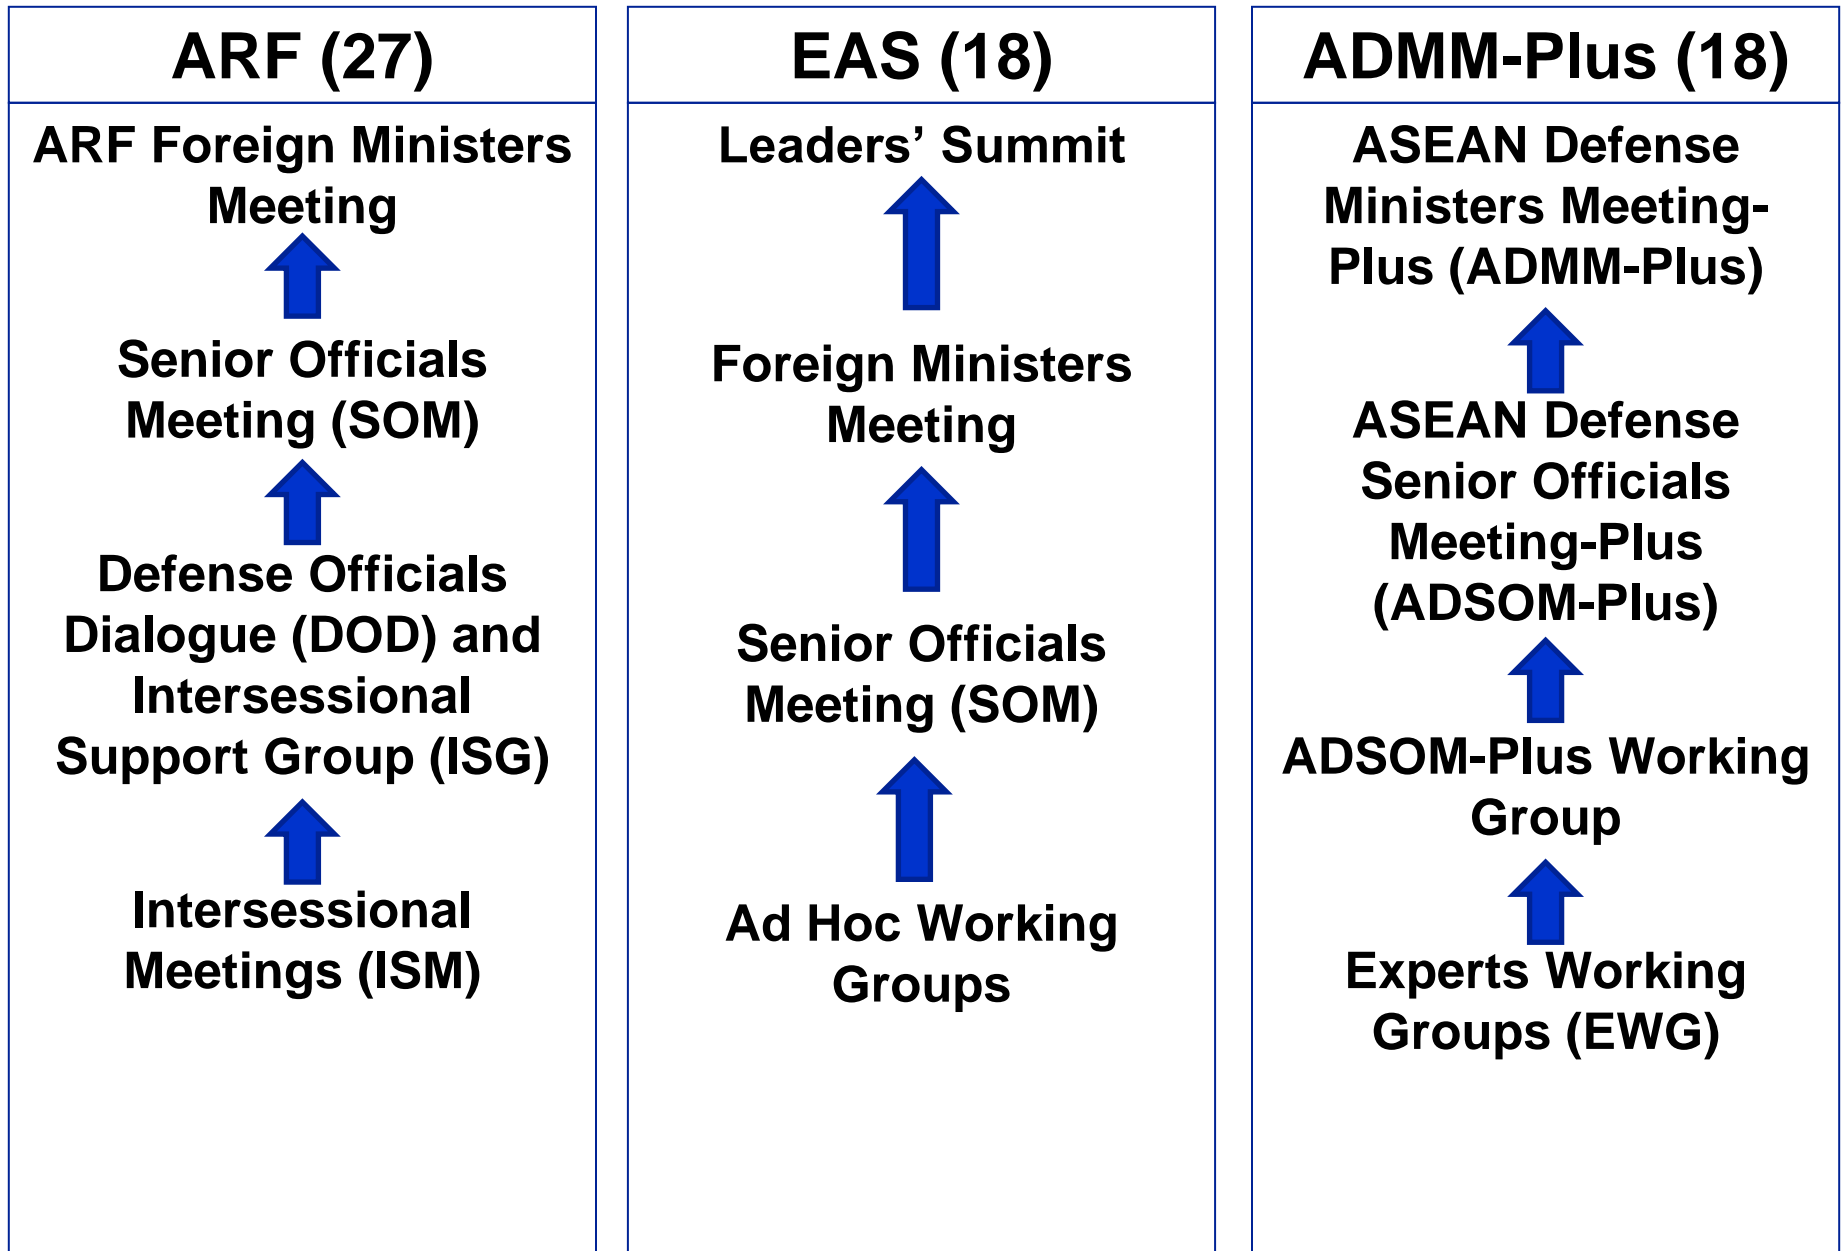 ARF (27)
ARF Foreign Ministers
Meeting
Senior Officials
Meeting (SOM)
Defense Officials
Dialogue (DOD) and
Intersessional
Support Group (ISG)
Intersessional
Meetings (ISM)
EAS (18)
Leaders’ Summit
Foreign Ministers
Meeting
Senior Officials
Meeting (SOM)
Ad Hoc Working
Groups
ADMM-Plus (18)
ASEAN Defense
Ministers Meeting-
Plus (ADMM-Plus)
ASEAN Defense
Senior Officials
Meeting-Plus
(ADSOM-Plus)
ADSOM-Plus Working
Group
Experts Working
Groups (EWG)